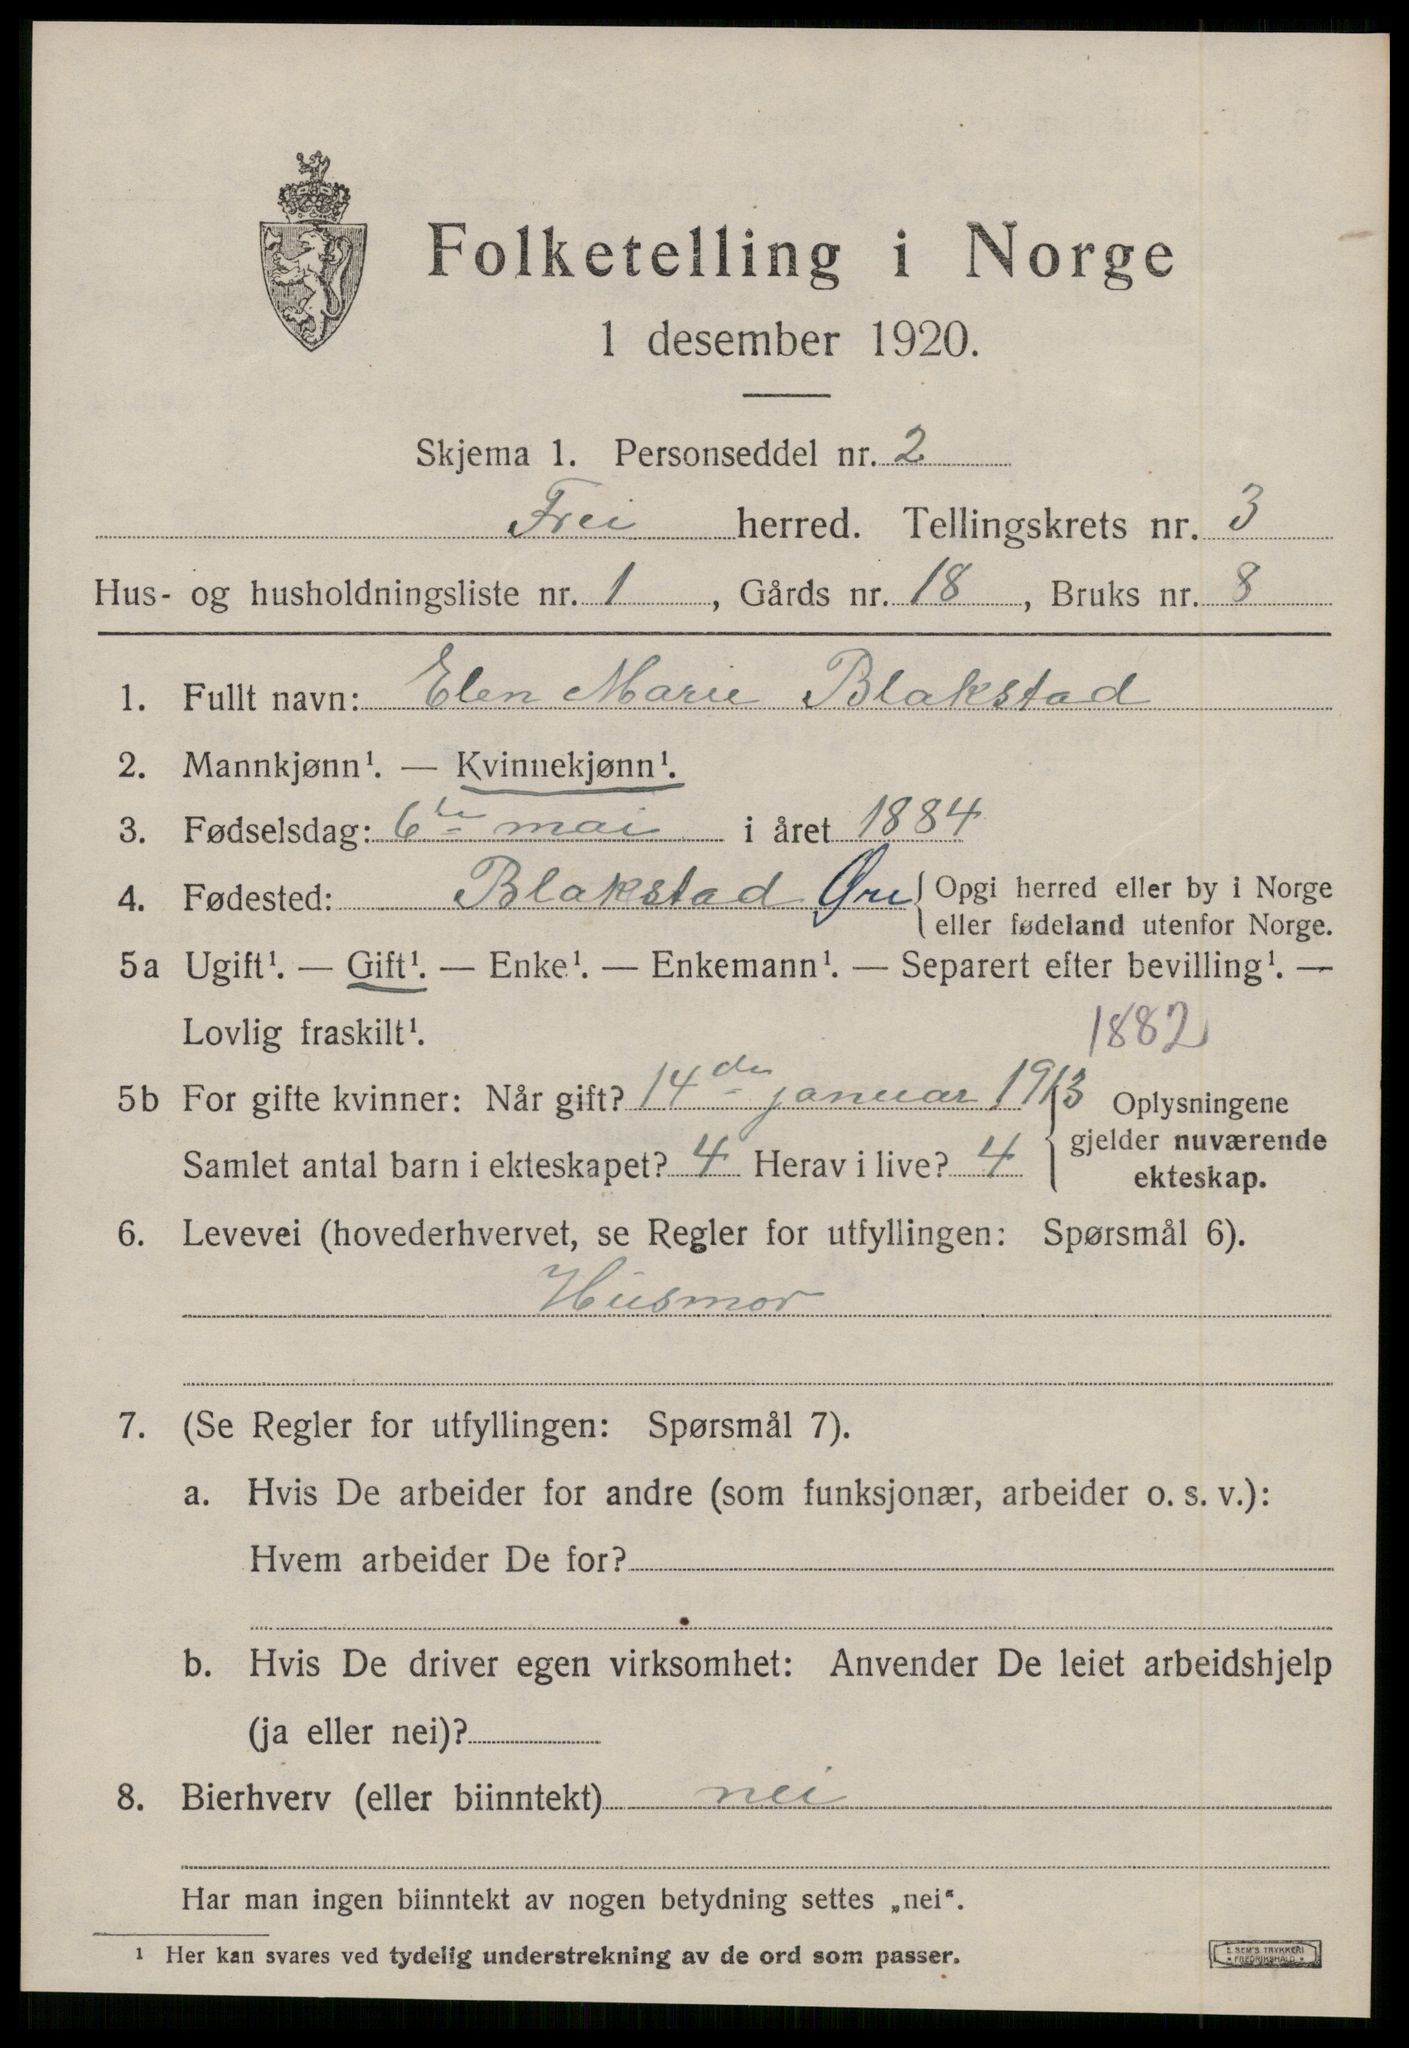 Folketelling i Norge
1 desember 1920.
Skjema 1. Personseddel nr. 2
Frei herred. Tellingskrets nr. 3
Hus- og husholdningsliste nr. 1, Gårds nr. 18, Bruks nr. 8
1. Fullt navn: Elen Marie Blakstad
2. Mannkjønn¹. — Kvinnekjønn¹.
3. Fødselsdag: 6te mai i året 1884
4. Fødested: Blakstad Øre { Opgi herred eller by i Norge
eller fødeland utenfor Norge.
5a Ugift¹. — Gift¹. — Enke¹. — Enkemann¹. — Separert efter bevilling¹. —
Lovlig fraskilt¹. 1882
5b For gifte kvinner: Når gift? 14de januar 1913 { Oplysningene
gjelder nuværende
Samlet antal barn i ekteskapet? 4 Herav i live? 4
ekteskap.
6. Levevei (hovederhvervet, se Regler for utfyllingen: Spørsmål 6).
Husmor
7. (Se Regler for utfyllingen: Spørsmål 7).
a. Hvis De arbeider for andre (som funksjonær, arbeider o. s. v.):
Hvem arbeider De for?
b. Hvis De driver egen virksomhet: Anvender De leiet arbeidshjelp
(ja eller nei)?
8. Bierhverv (eller biinntekt) nei
Har man ingen biinntekt av nogen betydning settes „nei“.
¹ Her kan svares ved tydelig understrekning av de ord som passer.
E. SEM'S TRYKKERI
FREDRIKSHALD